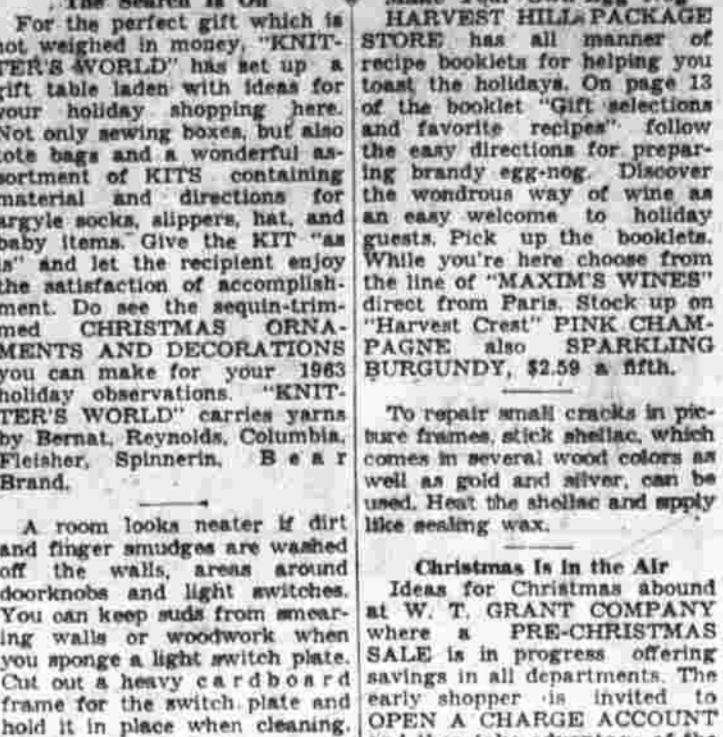 The Search Is On
For the perfect gift which is
not weighed in money, "KNIT-
TER'S WORLD" has set up a
gift table laden with ideas for
your holiday shopping here.
Not only sewing boxes, but also
tote bags and a wonderful as-
sortment of KITS containing
material and directions for
argyle socks, slippers, hat, and
baby items. Give the KIT "as
is" and let the recipient enjoy
the satisfaction of accomplish-
ment. Do see the sequin-trim-
med CHRISTMAS ORNA-
MENTS AND DECORATIONS
you can make for your 1963
holiday observations. "KNIT-
TER'S WORLD" carries yarns
by Bernat, Reynolds, Columbia,
Fleisher, Spinnerin, Bear
Brand.
A room looks neater if dirt
and finger smudges are washed
off the walls, areas around
doorknobs and light switches.
You can keep suds from smear-
ing walls or woodwork when
you sponge a light switch plate.
Cut out a heavy cardboard
frame for the switch plate and
hold it in place when cleaning.
HARVEST HILL PACKAGE
STORE has all manner of
recipe booklets for helping you
toast the holidays. On page 13
of the booklet "Gift selections
and favorite recipes" follow
the easy directions for prepar-
ing brandy egg-nog. Discover
the wondrous way of wine as
an easy welcome to holiday
guests. Pick up the booklets.
While you're here choose from
the line of "MAXIM'S WINES"
direct from Paris. Stock up on
"Harvest Crest" PINK CHAM-
PAGNE also SPARKLING
BURGUNDY, $2.59 a fifth.
To repair small cracks in pic-
ture frames, stick shellac, which
comes in several wood colors as
well as gold and silver, can be
used. Heat the shellac and apply
like sealing wax.
Christmas Is in the Air
Ideas for Christmas abound
at W. T. GRANT COMPANY
where a PRE-CHRISTMAS
SALE is in progress offering
savings in all departments. The
early shopper is invited to
OPEN A CHARGE ACCOUNT